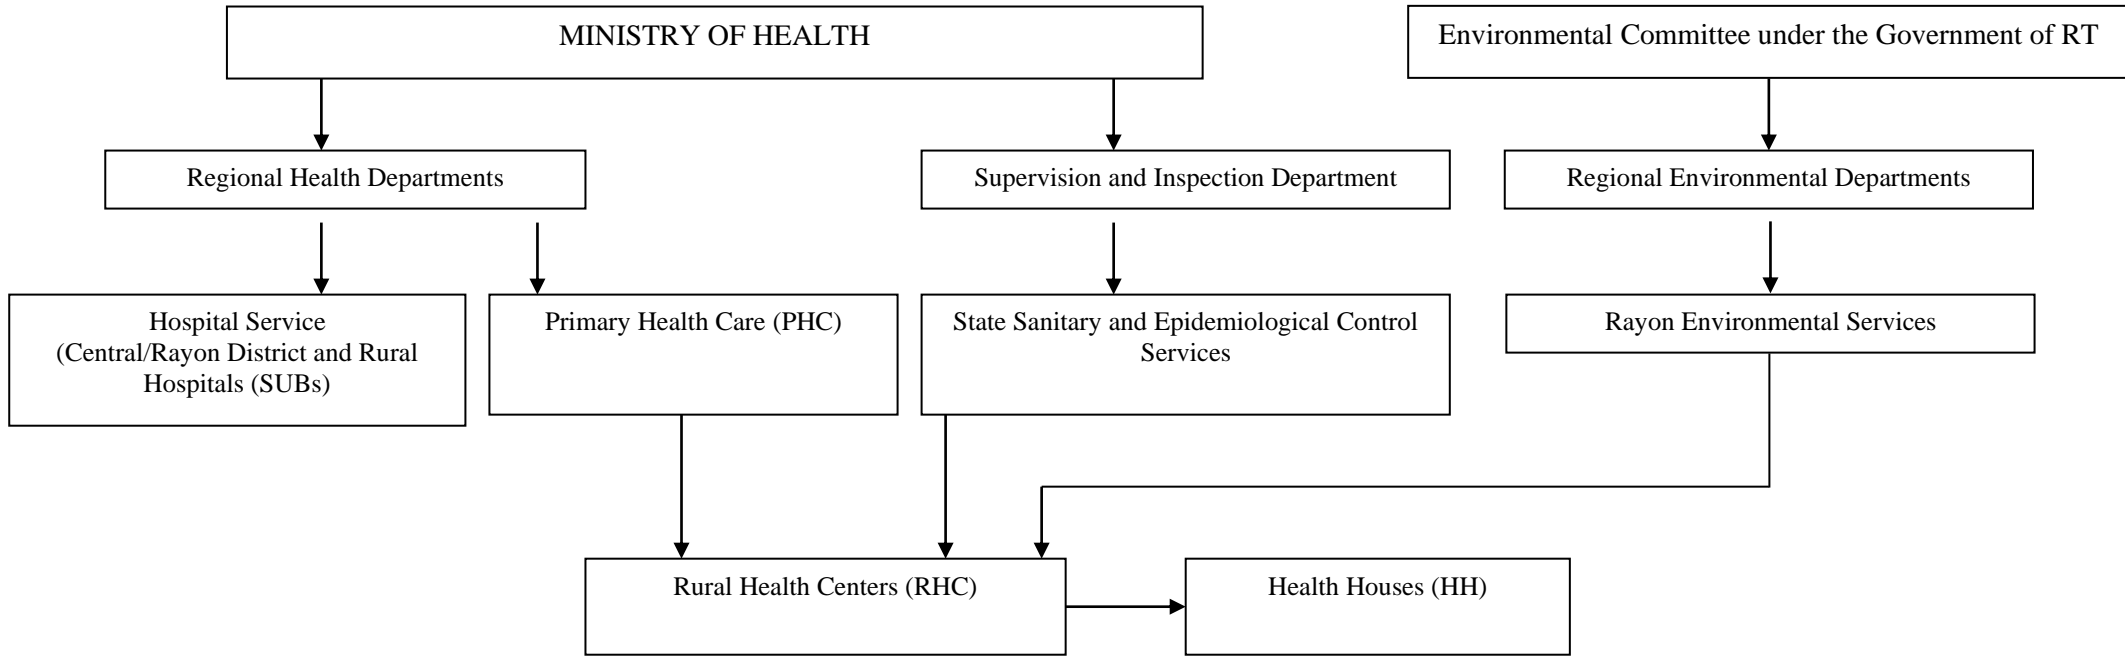 MINISTRY OF HEALTH
Environmental Committee under the Government of RT
Regional Health Departments
Supervision and Inspection Department
Regional Environmental Departments
Hospital Service
(Central/Rayon District and Rural
Hospitals (SUBs)
Primary Health Care (PHC)
State Sanitary and Epidemiological Control
Services
Rayon Environmental Services
Rural Health Centers (RHC)
Health Houses (HH)